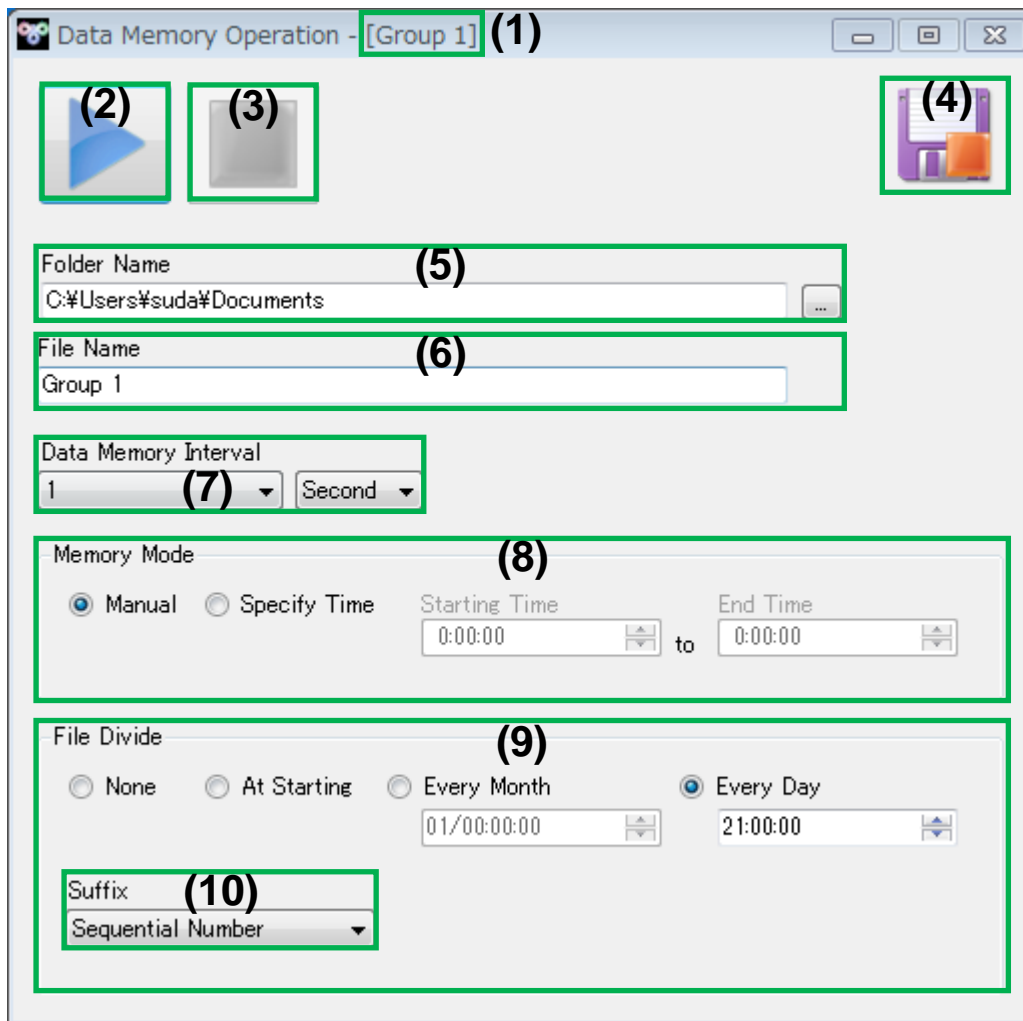 Data Memory Operation - [Group 1] (1)
(2) (3) (4)
Folder Name (5)
C:¥Users¥suda¥Documents ...
File Name (6)
Group 1
Data Memory Interval
1 (7) Second
Memory Mode (8)
Manual Specify Time Starting Time End Time
0:00:00 to 0:00:00
File Divide (9)
None At Starting Every Month Every Day
01/00:00:00 21:00:00
Suffix (10)
Sequential Number